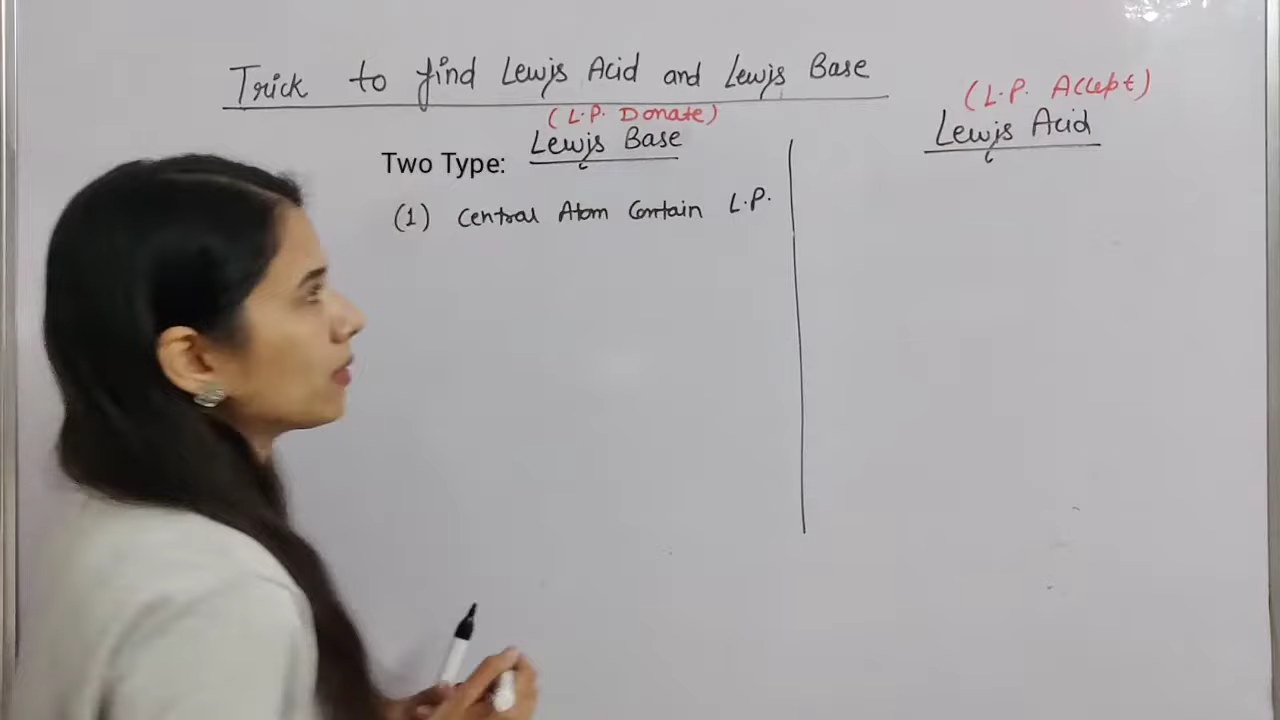 Trick to find Lewis Acid and Lewis Base
(L.P. Donate)
Two Type: Lewis Base
(1) Central Atom Contain L.P.
(L.P. Accept)
Lewis Acid